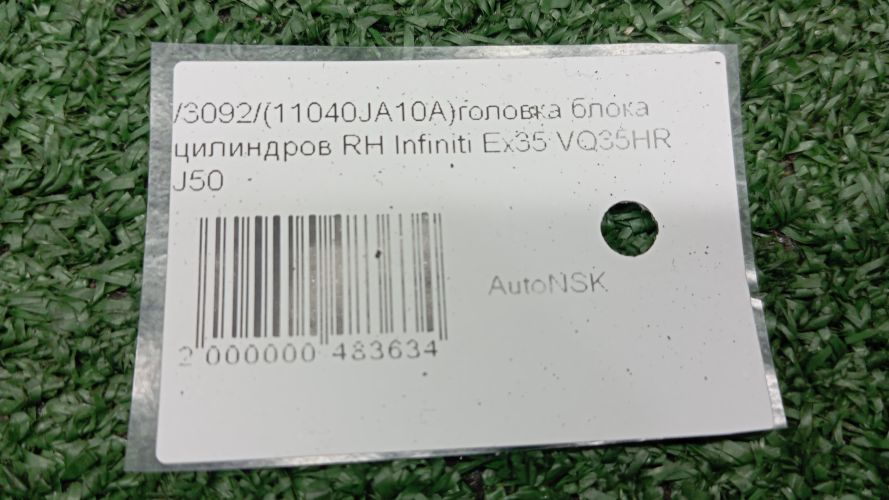 /3092/(11040JA10A)головка блока
цилиндров RH Infiniti Ex35 VQ35HR
J50
AutoNSK
2 000000 483634